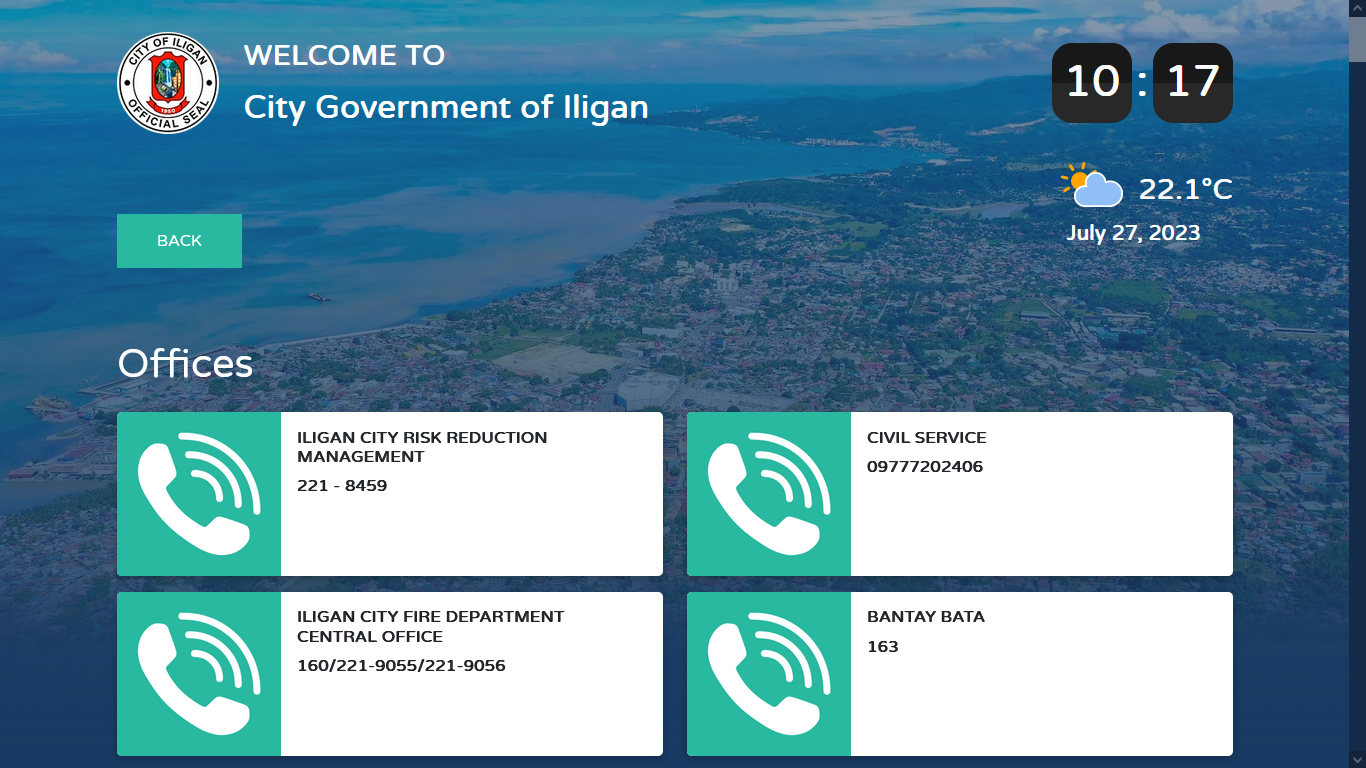 CITY OF ILIGAN
1950
OFFICIAL SEAL
WELCOME TO
City Government of Iligan
10 : 17
22.1°C
July 27, 2023
BACK
Offices
ILIGAN CITY RISK REDUCTION
MANAGEMENT
221 - 8459
CIVIL SERVICE
09777202406
ILIGAN CITY FIRE DEPARTMENT
CENTRAL OFFICE
160/221-9055/221-9056
BANTAY BATA
163